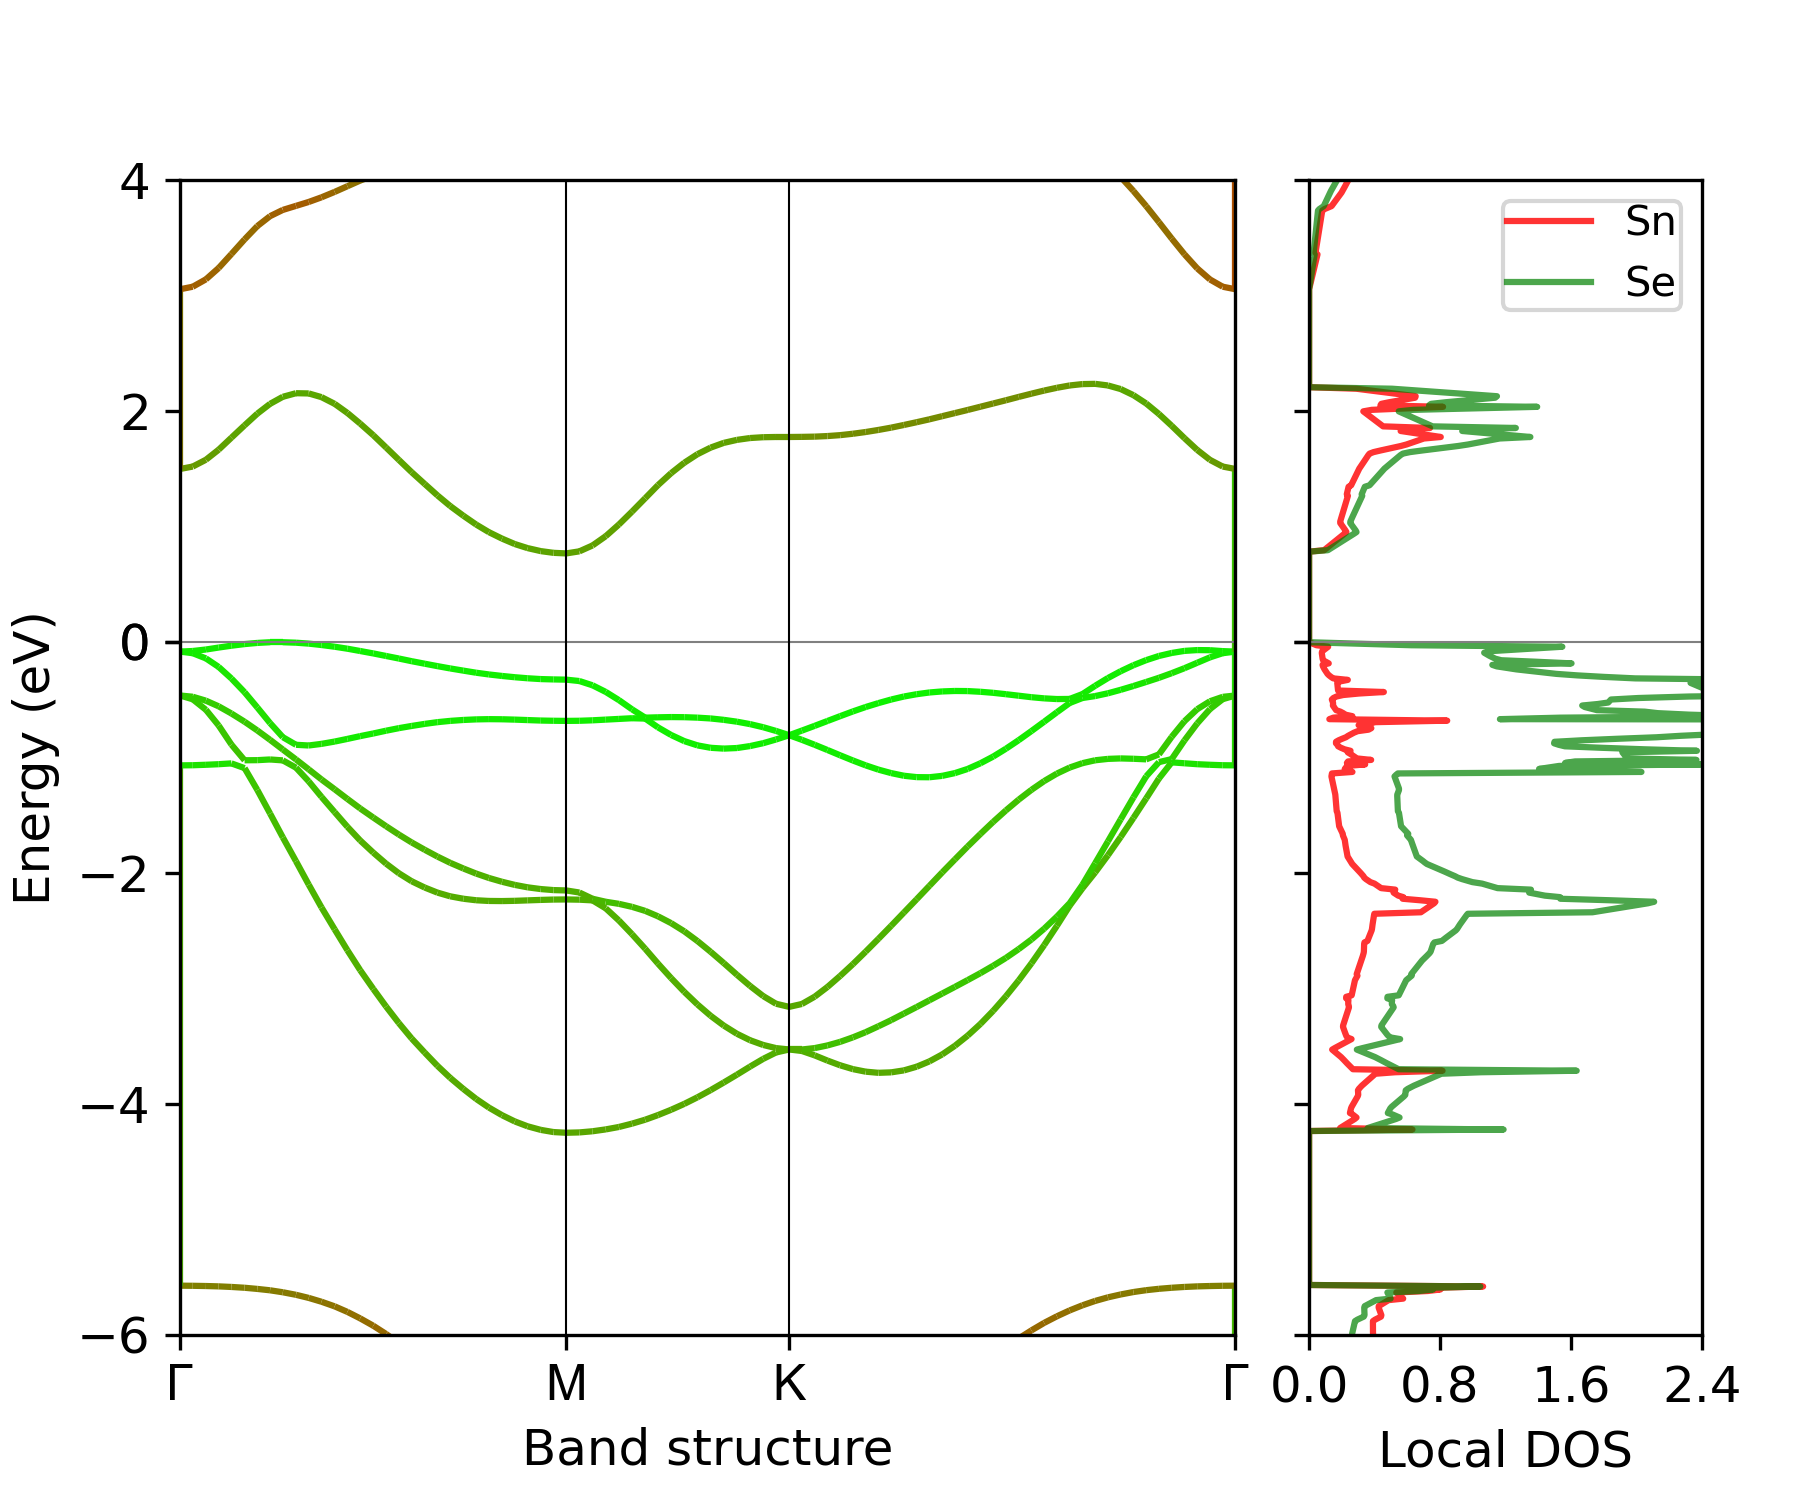 4
2
0
−2
−4
−6
Energy (eV)
Γ
M
K
Γ
Band structure
Sn
Se
0.0
0.8
1.6
2.4
Local DOS